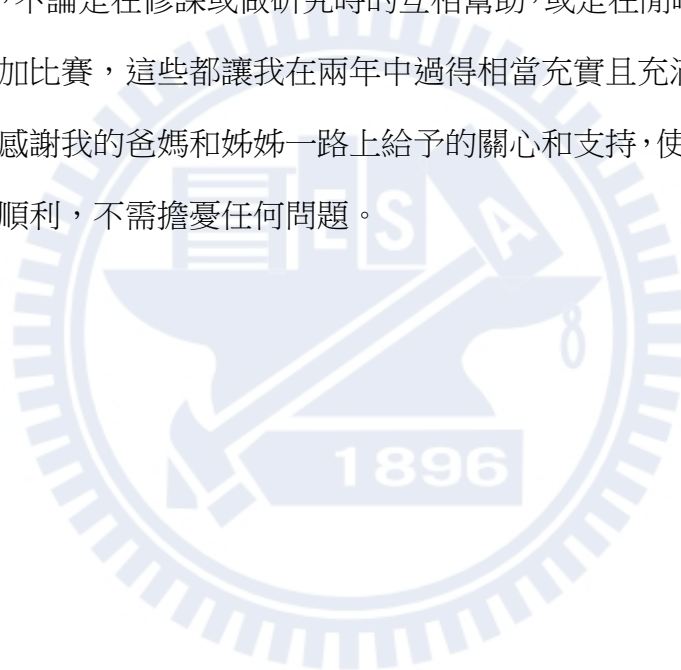 ,不論是在修課或做研究時的互相幫助,或是在閒
加比賽,這些都讓我在兩年中過得相當充實且充
感謝我的爸媽和姊姊一路上給予的關心和支持,使
順利,不需擔憂任何問題。
E S A
1896